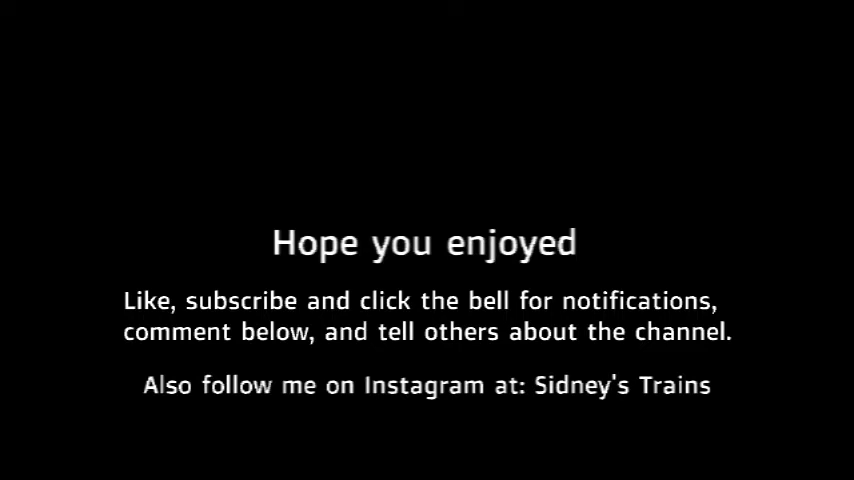 Hope you enjoyed
Like, subscribe and click the bell for notifications,
comment below, and tell others about the channel.
Also follow me on Instagram at: Sidney's Trains